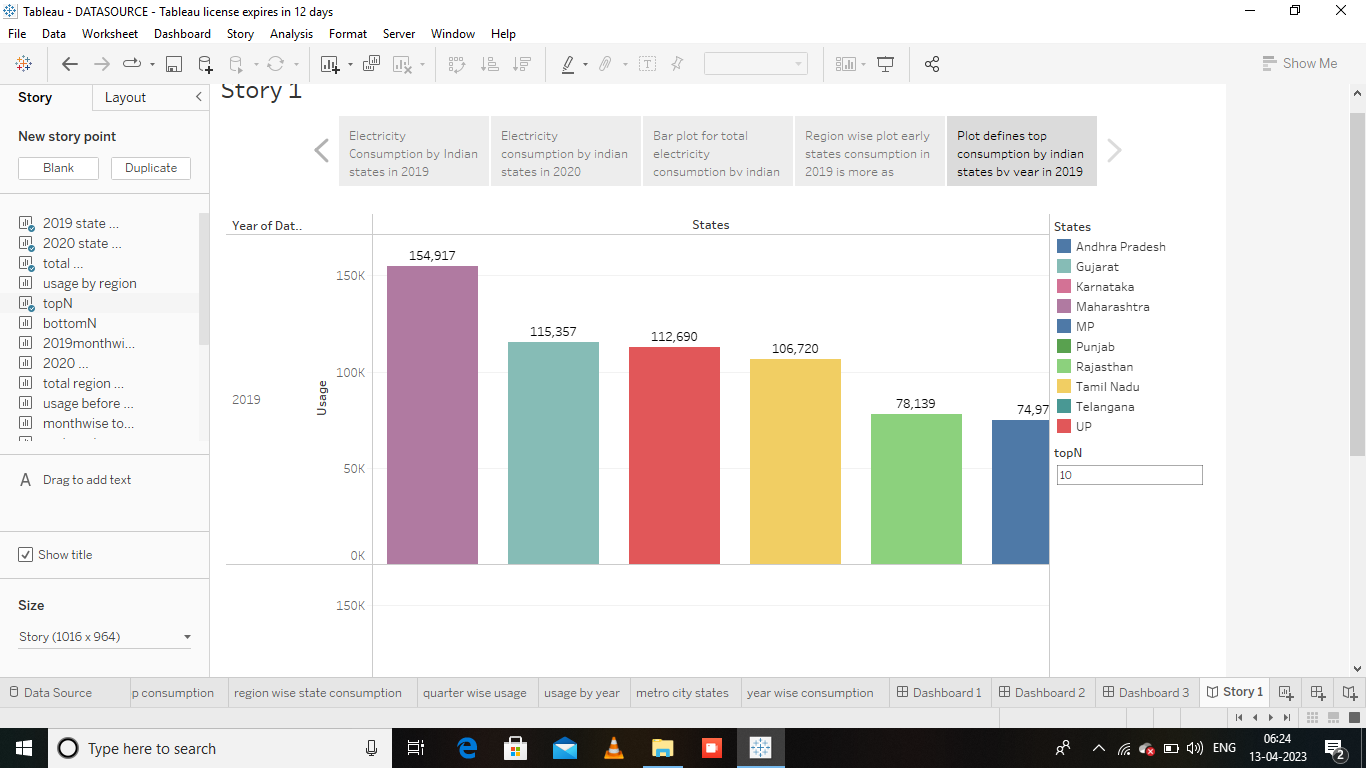 Tableau - DATASOURCE - Tableau license expires in 12 days
File Data Worksheet Dashboard Story Analysis Format Server Window Help
Show Me
Story Layout
New story point
Blank Duplicate
2019 state ...
2020 state ...
total ...
usage by region
topN
bottomN
2019monthwi...
2020 ...
total region ...
usage before ...
monthwise to...
A Drag to add text
Show title
Size
Story (1016 x 964)
Story 1
Electricity
Consumption by Indian
states in 2019
Electricity
consumption by indian
states in 2020
Bar plot for total
electricity
consumption by indian
Region wise plot early
states consumption in
2019 is more as
Plot defines top
consumption by indian
states by year in 2019
Year of Dat..
States
2019
Usage
150K
100K
50K
0K
150K
154,917
115,357
112,690
106,720
78,139
74,97
States
Andhra Pradesh
Gujarat
Karnataka
Maharashtra
MP
Punjab
Rajasthan
Tamil Nadu
Telangana
UP
topN
10
Data Source p consumption region wise state consumption quarter wise usage usage by year metro city states year wise consumption Dashboard 1 Dashboard 2 Dashboard 3 Story 1
Type here to search
ENG
06:24
13-04-2023
2